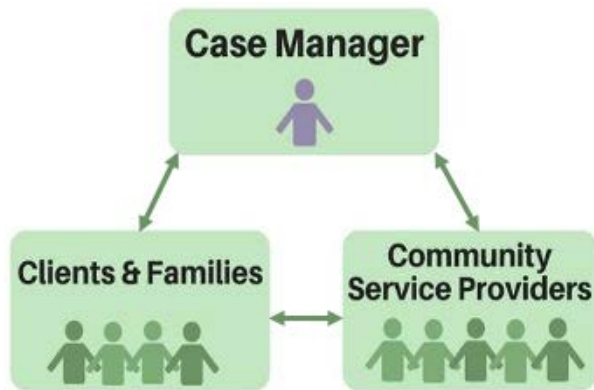 Case Manager
Clients & Families
Community
Service Providers